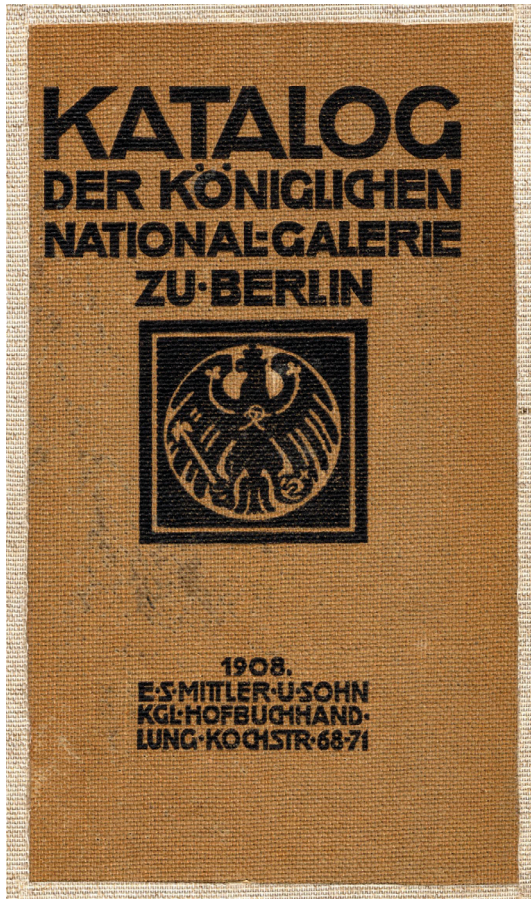 KATALOG
DER KÖNIGLICHEN
NATIONAL-GALERIE
ZU·BERLIN
1908.
E·S·MITTLER·U·SOHN
KGL·HOFBUCHHAND·
LUNG·KOCHSTR·68-71